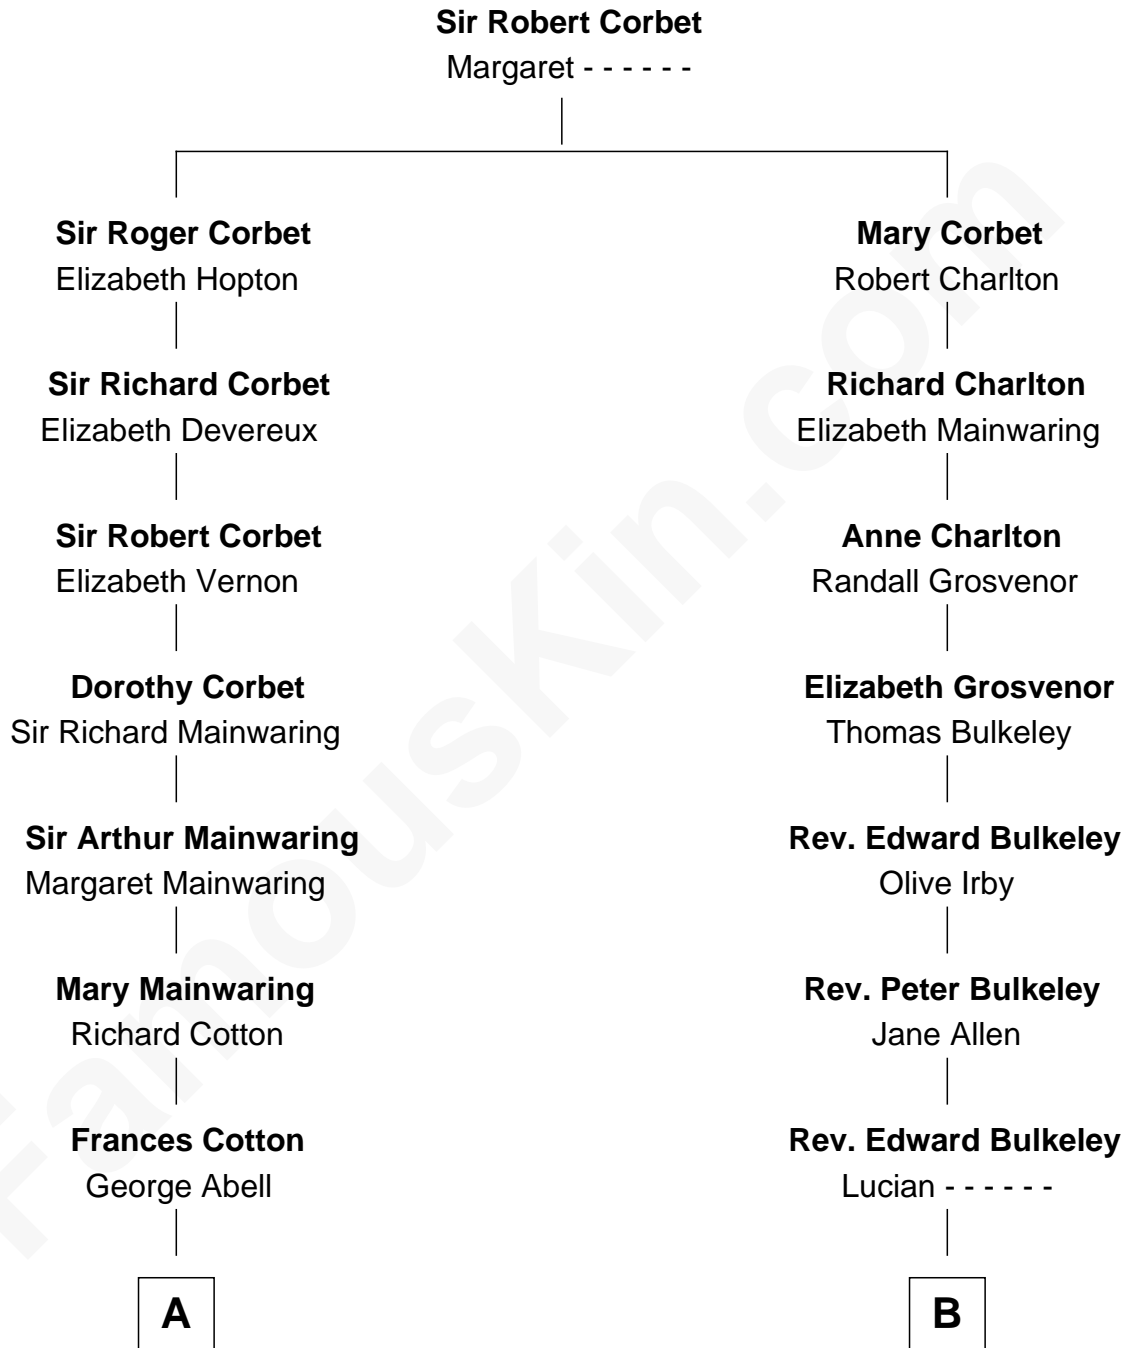 Sir Robert Corbet
Margaret - - - - - -
Sir Roger Corbet
Elizabeth Hopton
Mary Corbet
Robert Charlton
Sir Richard Corbet
Elizabeth Devereux
Richard Charlton
Elizabeth Mainwaring
Sir Robert Corbet
Elizabeth Vernon
Anne Charlton
Randall Grosvenor
Dorothy Corbet
Sir Richard Mainwaring
Elizabeth Grosvenor
Thomas Bulkeley
Sir Arthur Mainwaring
Margaret Mainwaring
Rev. Edward Bulkeley
Olive Irby
Mary Mainwaring
Richard Cotton
Rev. Peter Bulkeley
Jane Allen
Frances Cotton
George Abell
Rev. Edward Bulkeley
Lucian - - - - - -
A
B
FamousKin.com